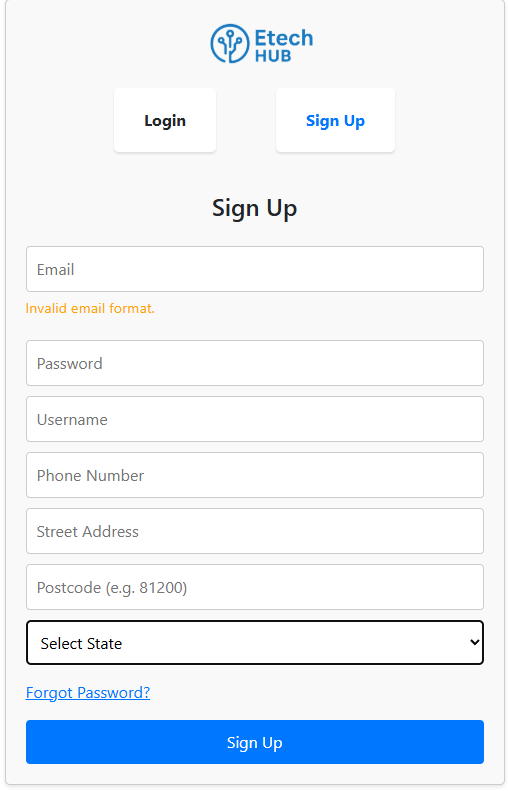 Etech
HUB
Login
Sign Up
Sign Up
Email
Invalid email format.
Password
Username
Phone Number
Street Address
Postcode (e.g. 81200)
Select State
Forgot Password?
Sign Up